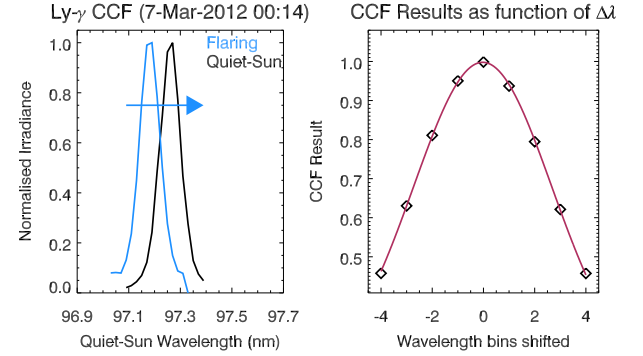 Ly-γ CCF (7-Mar-2012 00:14)
Flaring
Quiet-Sun
Normalised Irradiance
1.0
0.8
0.6
0.4
0.2
0.0
96.9 97.1 97.3 97.5 97.7
Quiet-Sun Wavelength (nm)
CCF Results as function of Δλ
CCF Result
1.0
0.9
0.8
0.7
0.6
0.5
-4 -2 0 2 4
Wavelength bins shifted